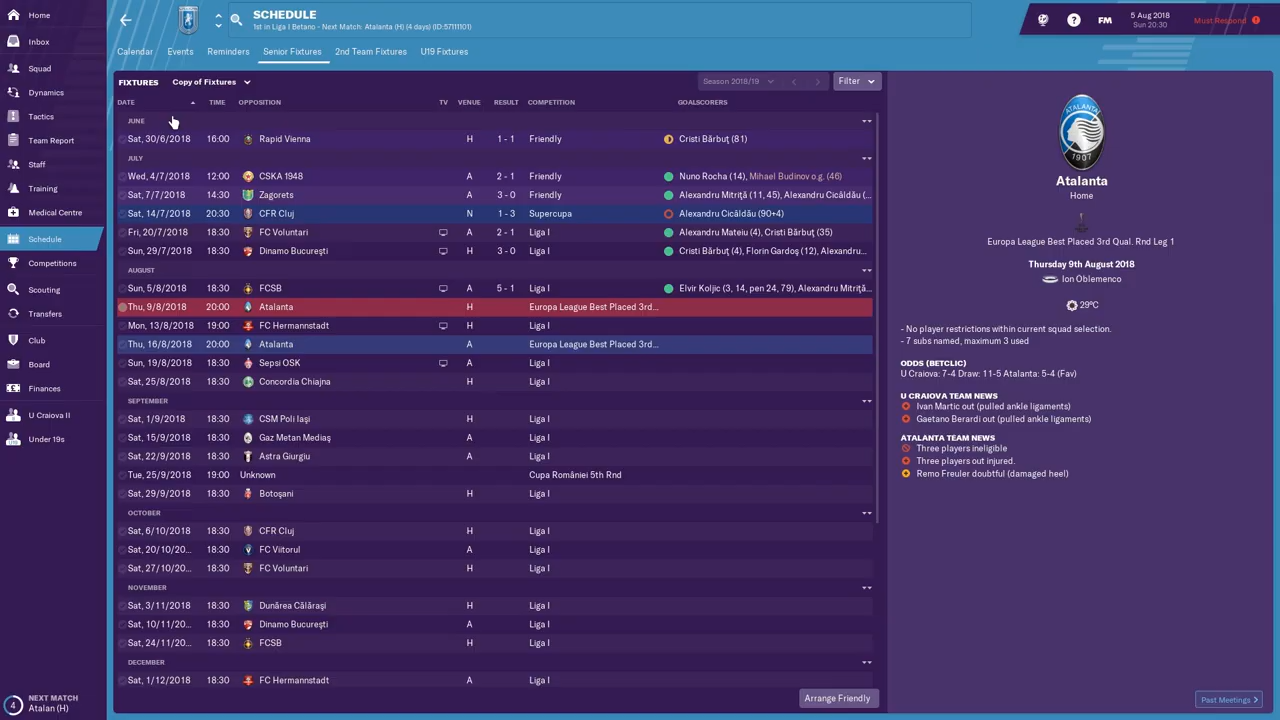 Home
Inbox
Squad
Dynamics
Tactics
Team Report
Staff
Training
Medical Centre
Schedule
Competitions
Scouting
Transfers
Club
Board
Finances
U Craiova II
Under 19s
4 NEXT MATCH
Atalan (H)
SCHEDULE
1st in Liga I Betano - Next Match: Atalanta (H) (4 days) (ID:57111101)
? FM 5 Aug 2018 Must Respond
Sun 20:30
Calendar Events Reminders Senior Fixtures 2nd Team Fixtures U19 Fixtures
FIXTURES Copy of Fixtures Season 2018/19 Filter
DATE TIME OPPOSITION TV VENUE RESULT COMPETITION GOALSCORERS
JUNE
Sat, 30/6/2018 16:00 Rapid Vienna H 1 - 1 Friendly Cristi Bărbuţ (81)
JULY
Wed, 4/7/2018 12:00 CSKA 1948 A 2 - 1 Friendly Nuno Rocha (14), Mihael Budinov o.g. (46)
Sat, 7/7/2018 14:30 Zagorets A 3 - 0 Friendly Alexandru Mitriţă (11, 45), Alexandru Cicâldău (...
Sat, 14/7/2018 20:30 CFR Cluj N 1 - 3 Supercupa Alexandru Cicâldău (90+4)
Fri, 20/7/2018 18:30 FC Voluntari A 2 - 1 Liga I Alexandru Mateiu (4), Cristi Bărbuţ (35)
Sun, 29/7/2018 18:30 Dinamo Bucureşti H 3 - 0 Liga I Cristi Bărbuţ (4), Florin Gardoş (12), Alexandru...
AUGUST
Sun, 5/8/2018 18:30 FCSB A 5 - 1 Liga I Elvir Koljic (3, 14, pen 24, 79), Alexandru Mitriţă...
Thu, 9/8/2018 20:00 Atalanta H Europa League Best Placed 3rd...
Mon, 13/8/2018 19:00 FC Hermannstadt H Liga I
Thu, 16/8/2018 20:00 Atalanta A Europa League Best Placed 3rd...
Sun, 19/8/2018 18:30 Sepsi OSK A Liga I
Sat, 25/8/2018 18:30 Concordia Chiajna H Liga I
SEPTEMBER
Sat, 1/9/2018 18:30 CSM Poli Iaşi H Liga I
Sat, 15/9/2018 18:30 Gaz Metan Mediaş A Liga I
Sat, 22/9/2018 18:30 Astra Giurgiu A Liga I
Tue, 25/9/2018 19:00 Unknown Cupa României 5th Rnd
Sat, 29/9/2018 18:30 Botoşani H Liga I
OCTOBER
Sat, 6/10/2018 18:30 CFR Cluj H Liga I
Sat, 20/10/20... 18:30 FC Viitorul A Liga I
Sat, 27/10/20... 18:30 FC Voluntari H Liga I
NOVEMBER
Sat, 3/11/2018 18:30 Dunărea Călăraşi H Liga I
Sat, 10/11/20... 18:30 Dinamo Bucureşti A Liga I
Sat, 24/11/20... 18:30 FCSB H Liga I
DECEMBER
Sat, 1/12/2018 18:30 FC Hermannstadt A Liga I
Arrange Friendly
ATALANTA
1907
Atalanta
Home
Europa League Best Placed 3rd Qual. Rnd Leg 1
Thursday 9th August 2018
Ion Oblemenco
29°C
- No player restrictions within current squad selection.
- 7 subs named, maximum 3 used
ODDS (BETCLIC)
U Craiova: 7-4 Draw: 11-5 Atalanta: 5-4 (Fav)
U CRAIOVA TEAM NEWS
Ivan Martic out (pulled ankle ligaments)
Gaetano Berardi out (pulled ankle ligaments)
ATALANTA TEAM NEWS
Three players ineligible
Three players out injured.
Remo Freuler doubtful (damaged heel)
Past Meetings